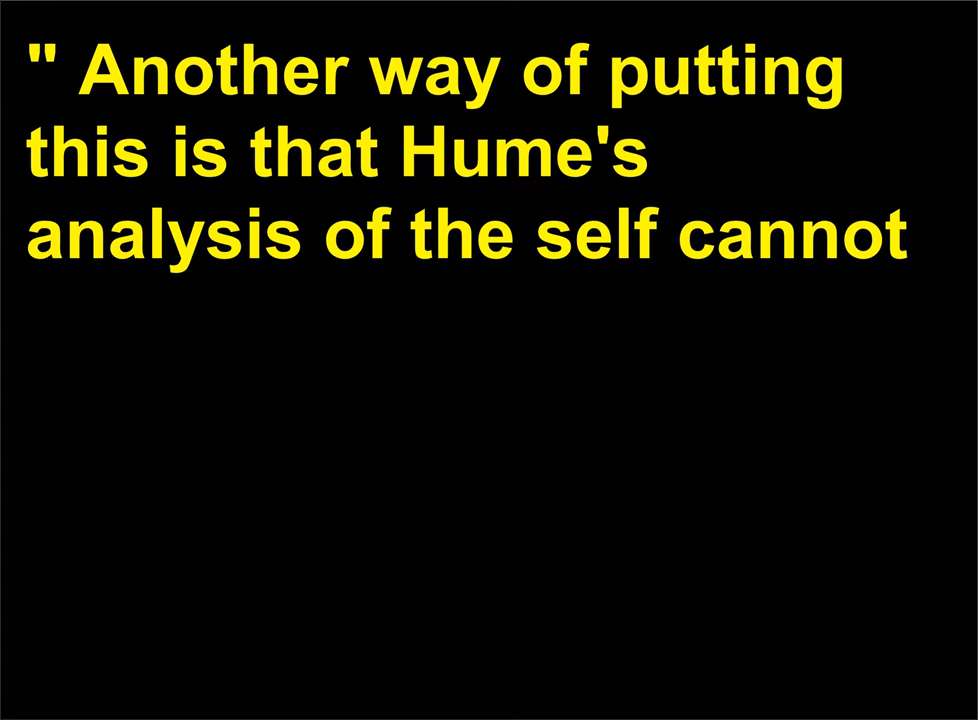 " Another way of putting
this is that Hume's
analysis of the self cannot